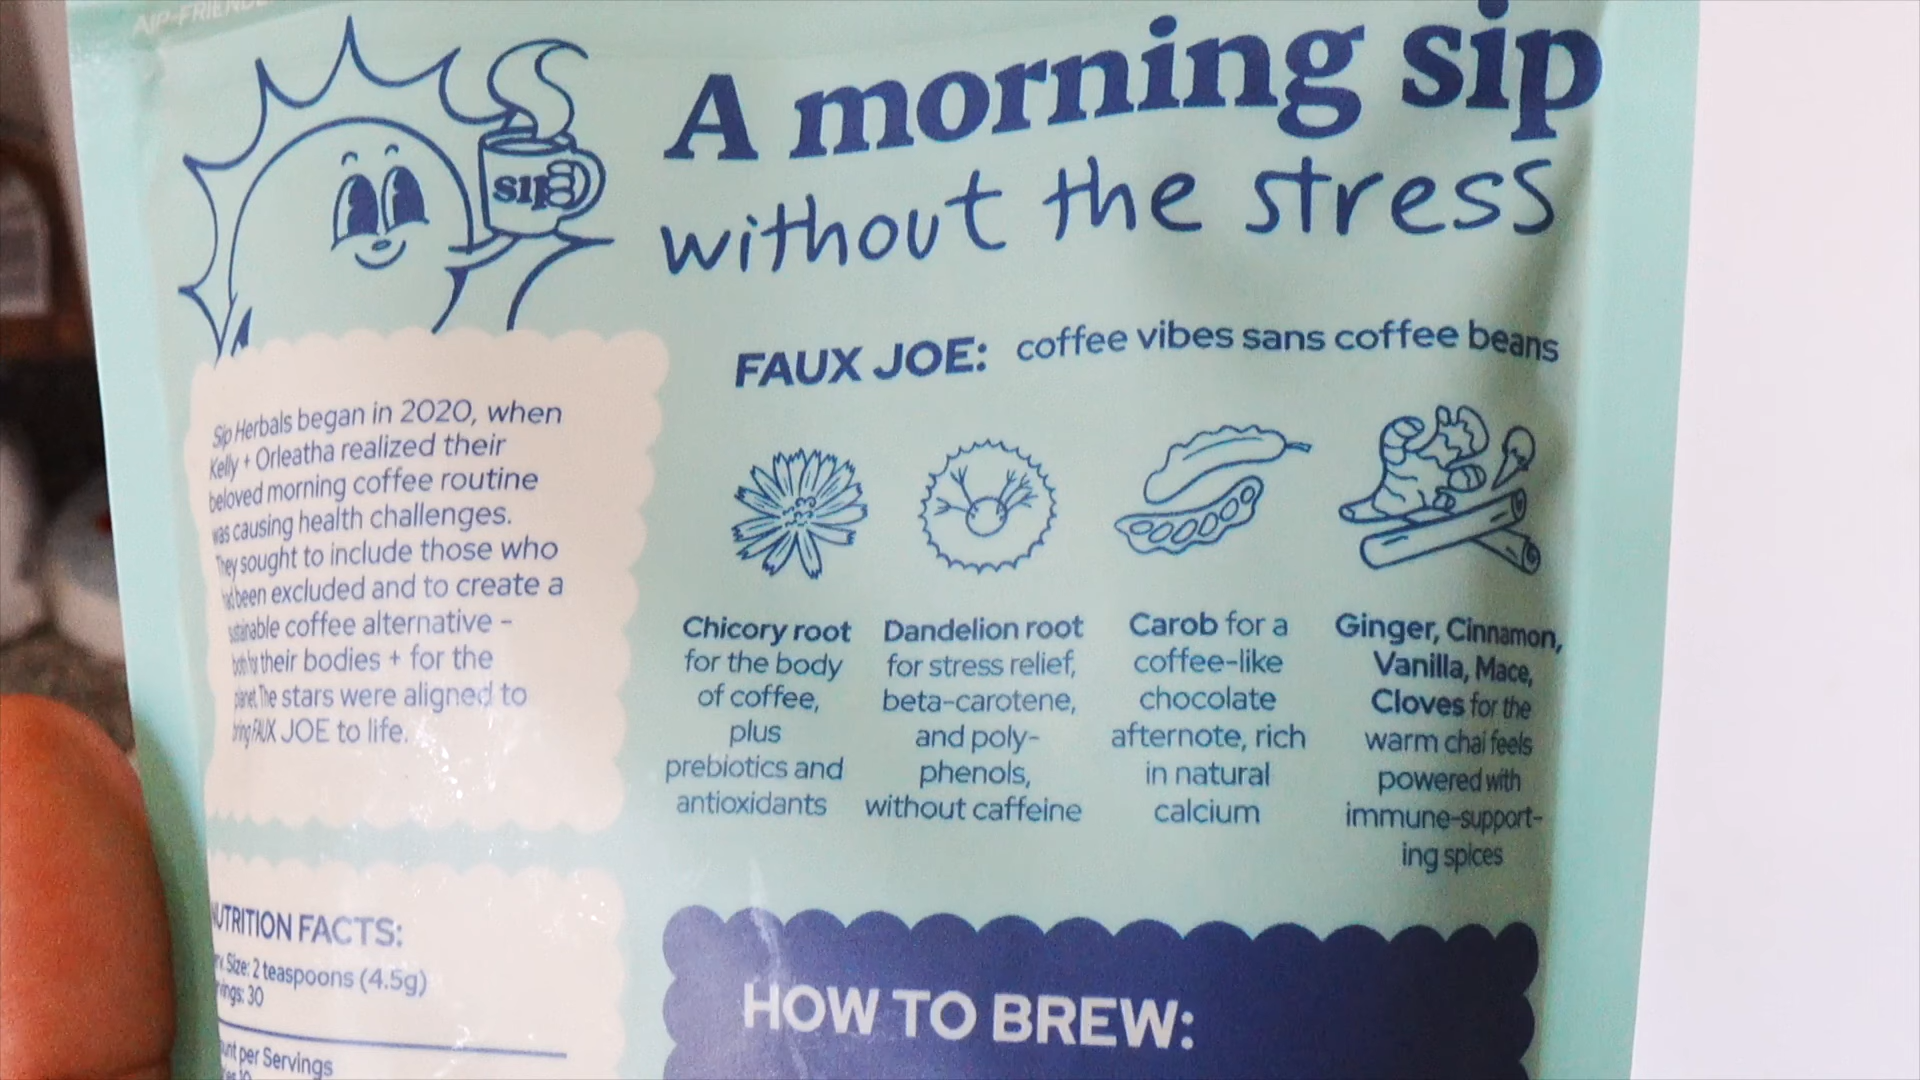 AIP-FRIENDL
sip
A morning sip
without the stress
FAUX JOE: coffee vibes sans coffee beans
Sip Herbals began in 2020, when
Kelly + Orleatha realized their
beloved morning coffee routine
was causing health challenges.
They sought to include those who
had been excluded and to create a
sustainable coffee alternative -
both for their bodies + for the
planet. The stars were aligned to
bring FAUX JOE to life.
Chicory root
for the body
of coffee,
plus
prebiotics and
antioxidants
Dandelion root
for stress relief,
beta-carotene,
and poly-
phenols,
without caffeine
Carob for a
coffee-like
chocolate
afternote, rich
in natural
calcium
Ginger, Cinnamon,
Vanilla, Mace,
Cloves for the
warm chai feels
powered with
immune-support-
ing spices
NUTRITION FACTS:
Size: 2 teaspoons (4.5g)
30
per Servings
10
HOW TO BREW: